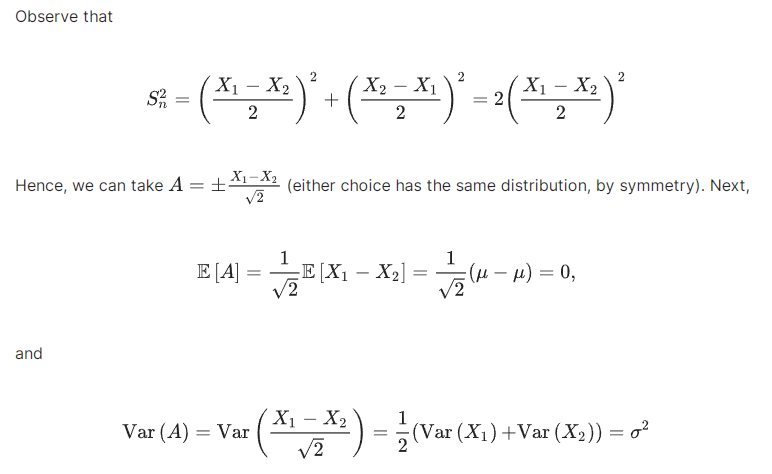 Observe that
S_n^2 = ( (X_1 − X_2) / 2 )^2 + ( (X_2 − X_1) / 2 )^2 = 2( (X_1 − X_2) / 2 )^2
Hence, we can take A = ± (X_1−X_2)/√2 (either choice has the same distribution, by symmetry). Next,
𝔼 [A] = 1/√2 𝔼 [X_1 − X_2] = 1/√2 (μ − μ) = 0,
and
Var (A) = Var ( (X_1 − X_2) / √2 ) = 1/2 (Var (X_1) +Var (X_2)) = σ^2